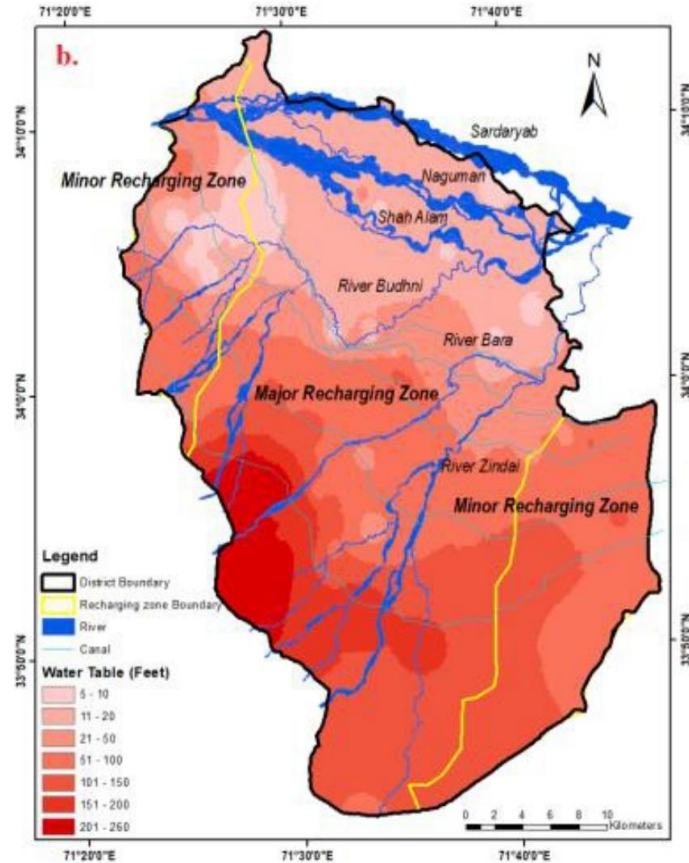 71°20'0"E
71°30'0"E
71°40'0"E
b.
N
34°10'0"N
34°10'0"N
Sardaryab
Minor Recharging Zone
Naguman
Shah Alam
River Budhni
River Bara
34°0'0"N
34°0'0"N
Major Recharging Zone
River Zindai
Minor Recharging Zone
Legend
District Boundary
Recharging zone Boundary
River
Canal
33°50'0"N
33°50'0"N
Water Table (Feet)
5 - 10
11 - 20
21 - 50
51 - 100
101 - 150
151 - 200
201 - 260
0 2 4 6 8 10
Kilometers
71°20'0"E
71°30'0"E
71°40'0"E